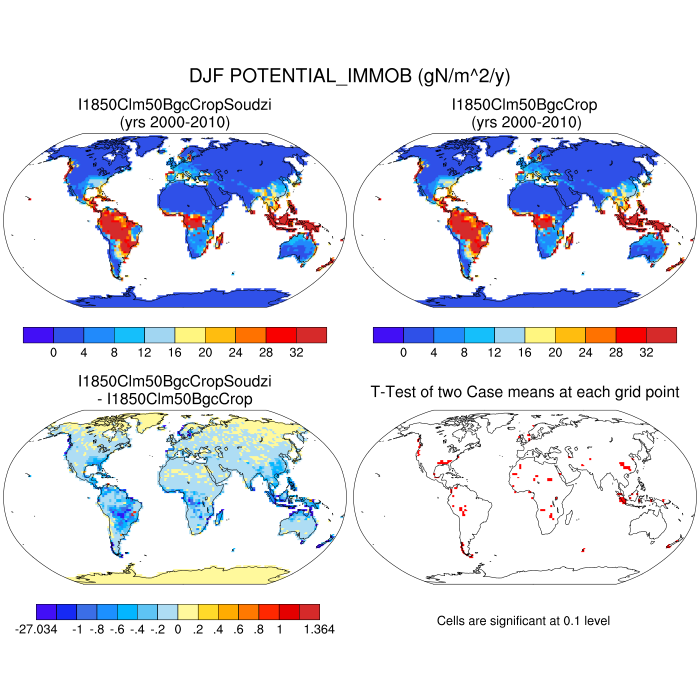 DJF POTENTIAL_IMMOB (gN/m^2/y)
I1850Clm50BgcCropSoudzi
(yrs 2000-2010)
I1850Clm50BgcCrop
(yrs 2000-2010)
0 4 8 12 16 20 24 28 32
0 4 8 12 16 20 24 28 32
I1850Clm50BgcCropSoudzi
- I1850Clm50BgcCrop
T-Test of two Case means at each grid point
-27.034 -1 -.8 -.6 -.4 -.2 0 .2 .4 .6 .8 1 1.364
Cells are significant at 0.1 level